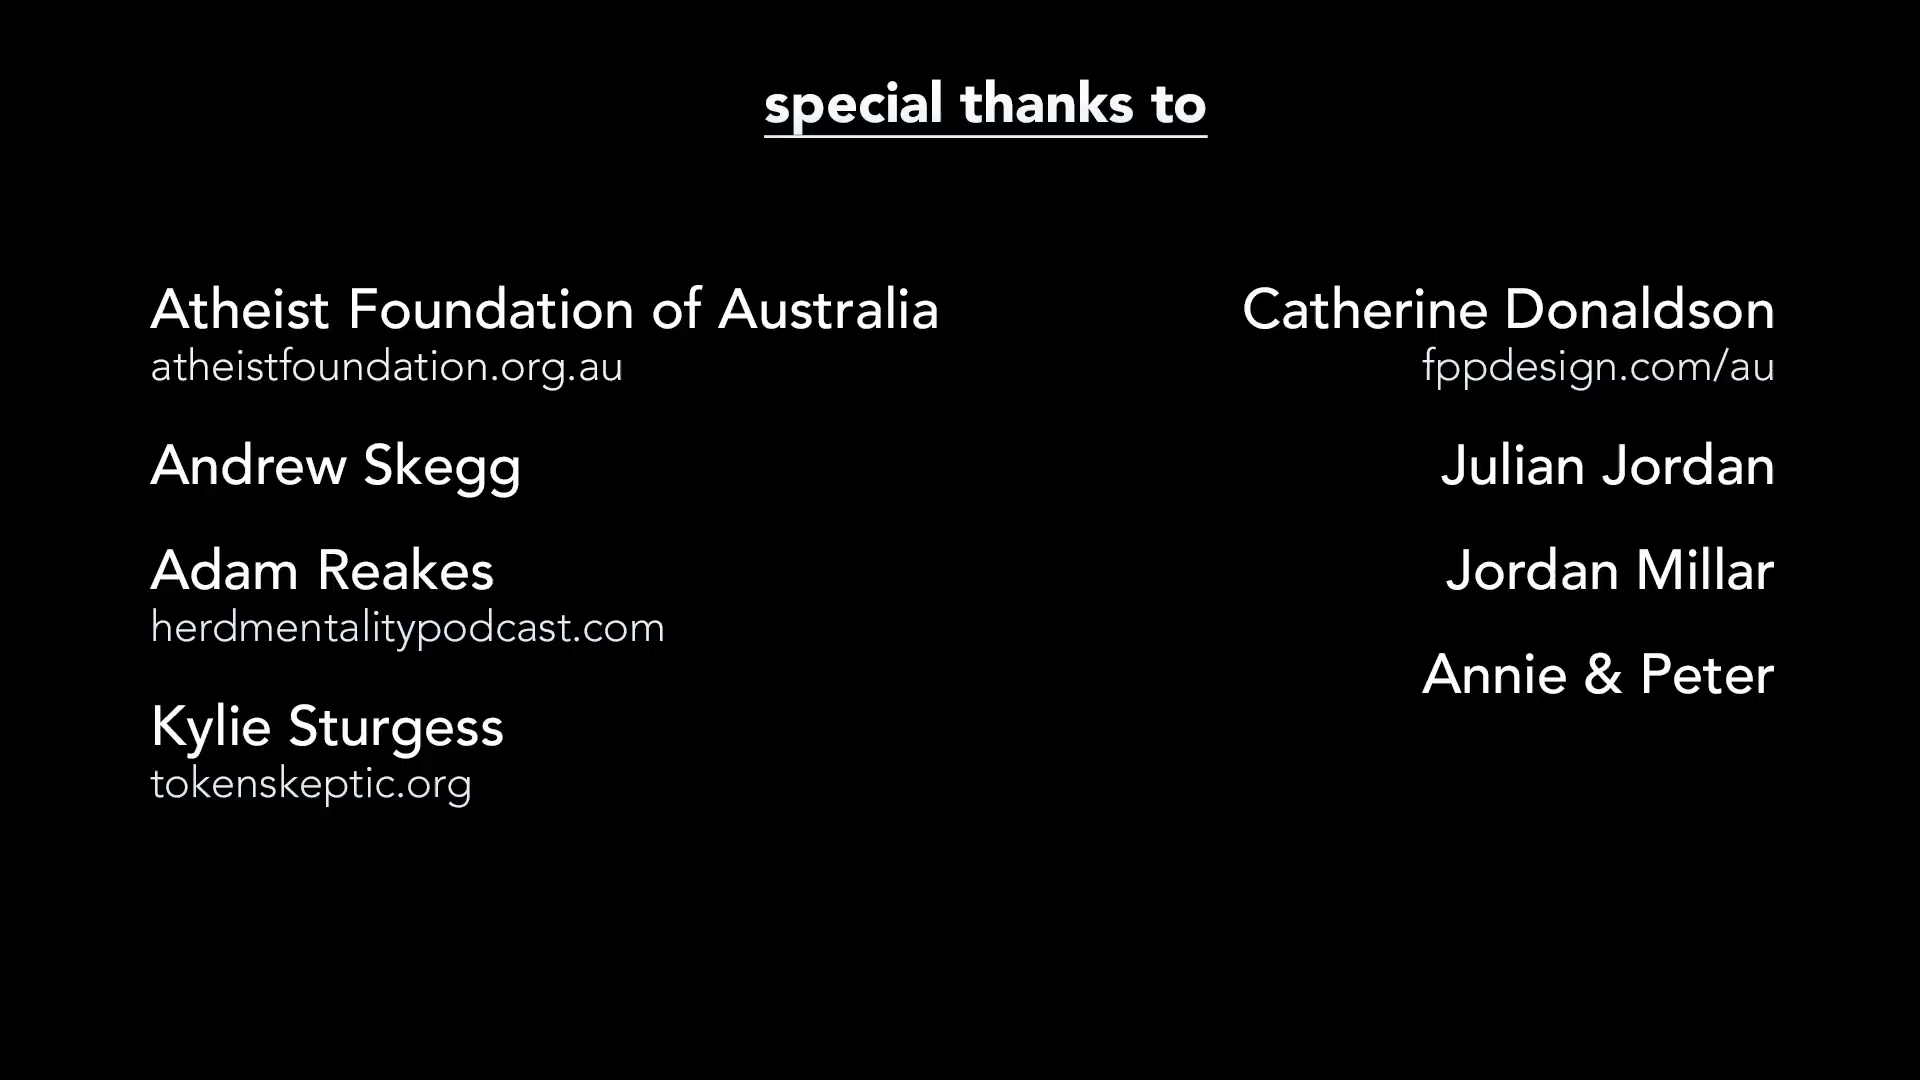 special thanks to
Atheist Foundation of Australia
atheistfoundation.org.au
Andrew Skegg
Adam Reakes
herdmentalitypodcast.com
Kylie Sturgess
tokenskeptic.org
Catherine Donaldson
fppdesign.com/au
Julian Jordan
Jordan Millar
Annie & Peter